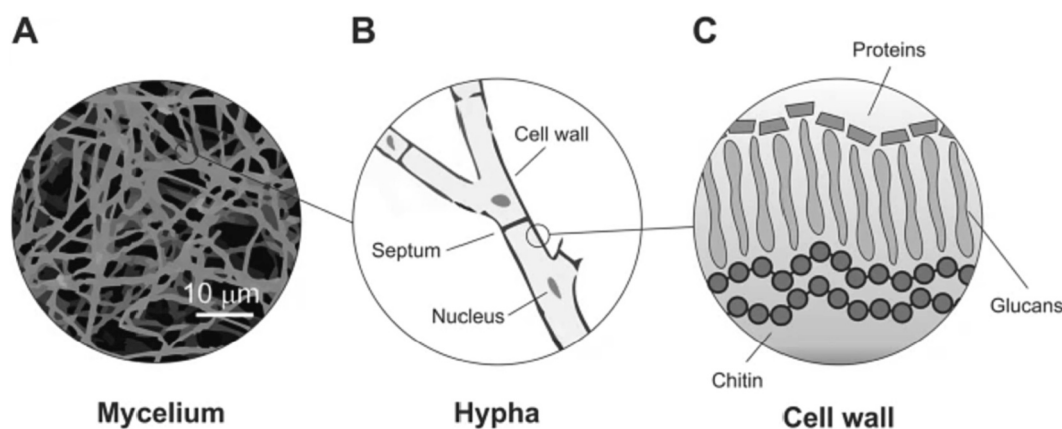 A
B
C
Proteins
Cell wall
Septum
10 μm
Nucleus
Glucans
Chitin
Mycelium
Hypha
Cell wall